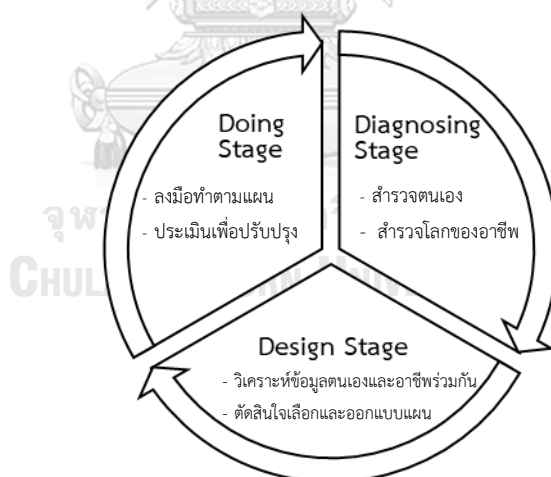 Doing
Stage
- ลงมือทำตามแผน
- ประเมินเพื่อปรับปรุง
Diagnosing
Stage
- สำรวจตนเอง
- สำรวจโลกของอาชีพ
Design Stage
- วิเคราะห์ข้อมูลตนเองและอาชีพร่วมกัน
- ตัดสินใจเลือกและออกแบบแผน